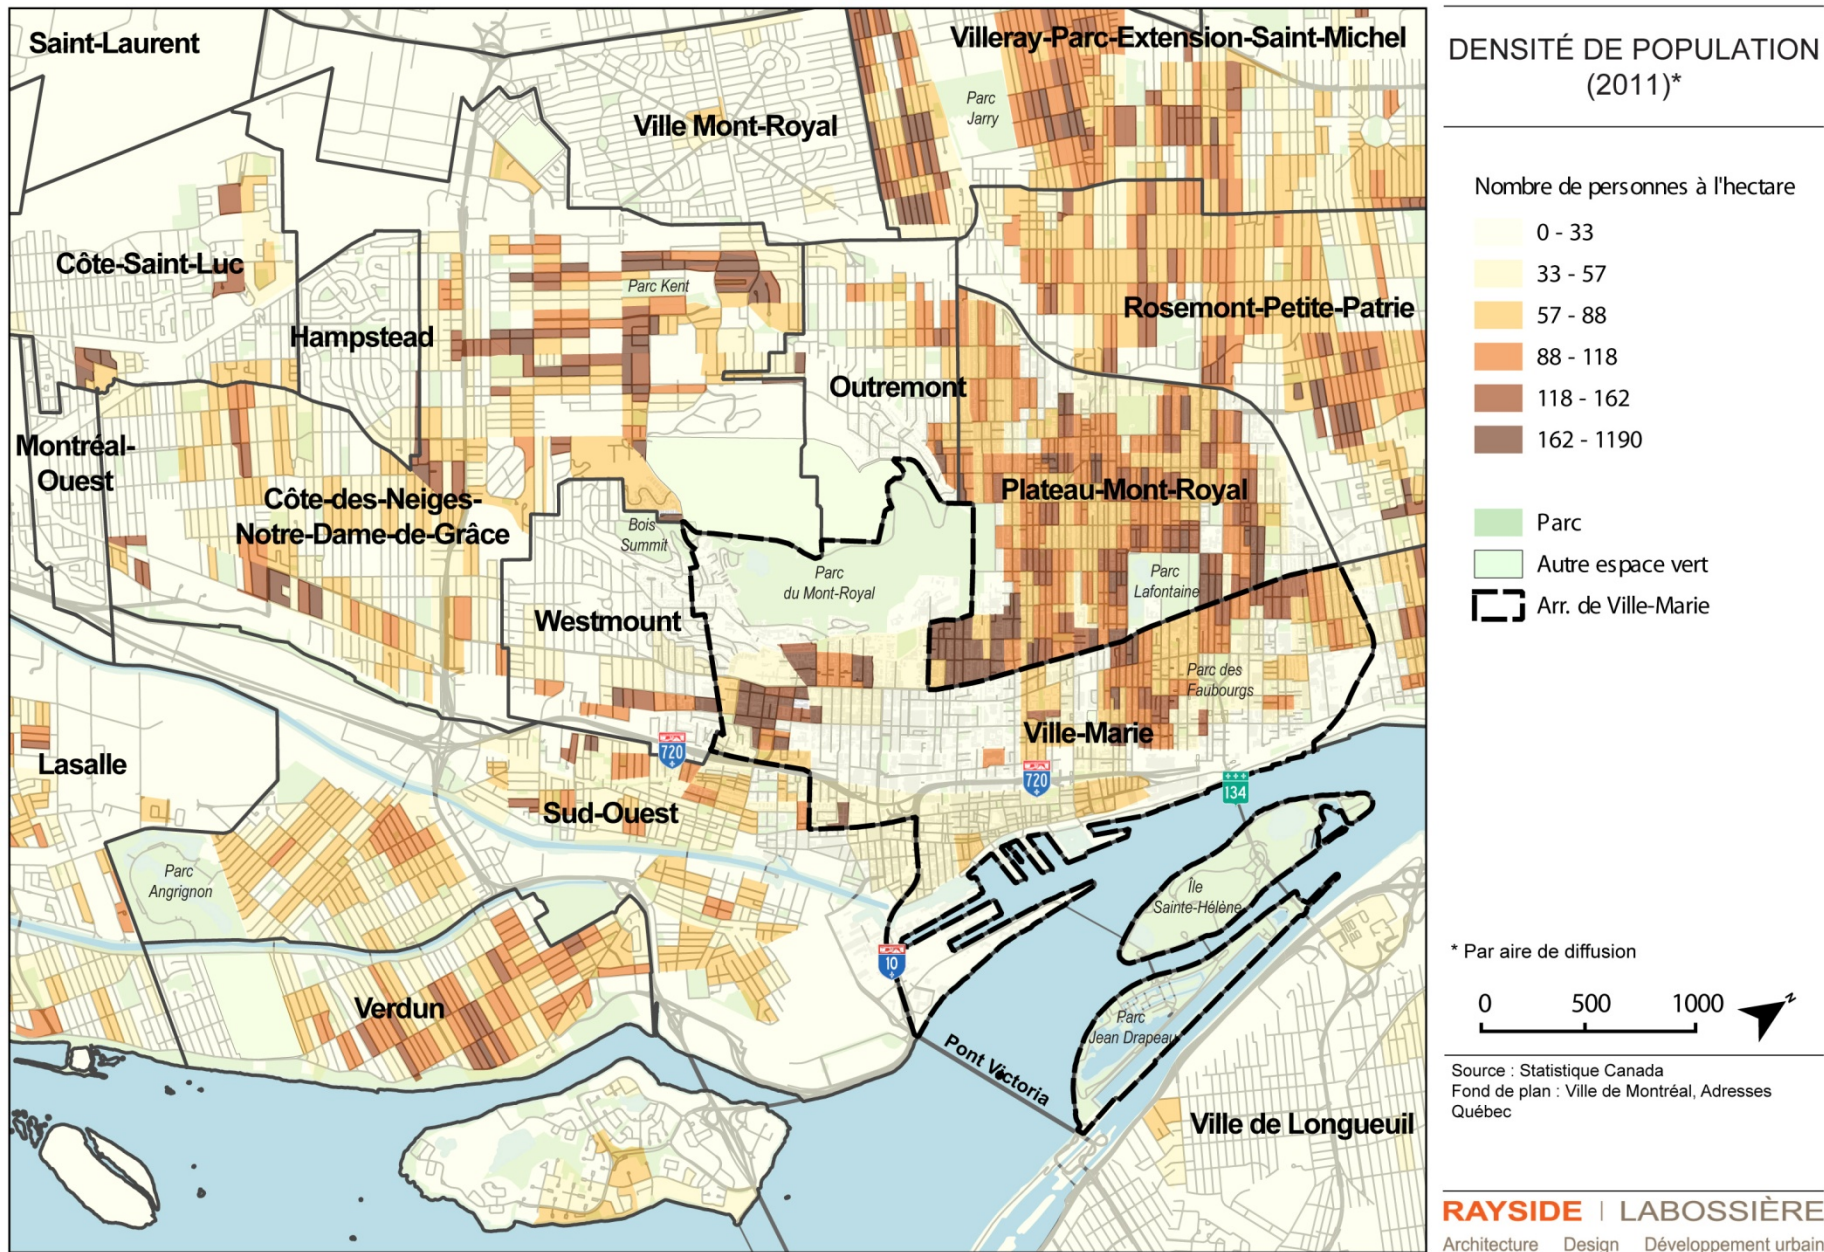 Saint-Laurent
Villeray-Parc-Extension-Saint-Michel
Parc
Jarry
Ville Mont-Royal
Côte-Saint-Luc
Parc Kent
Hampstead
Rosemont-Petite-Patrie
Outremont
Montréal-
Ouest
Côte-des-Neiges-
Notre-Dame-de-Grâce
Plateau-Mont-Royal
Bois
Summit
Parc
du Mont-Royal
Parc
Lafontaine
Westmount
Parc des
Faubourgs
Ville-Marie
Lasalle
720
720
134
Sud-Ouest
Parc
Angrignon
Île
Sainte-Hélène
10
Verdun
Parc
Jean Drapeau
Pont Victoria
Ville de Longueuil
DENSITÉ DE POPULATION
(2011)*
Nombre de personnes à l'hectare
0 - 33
33 - 57
57 - 88
88 - 118
118 - 162
162 - 1190
Parc
Autre espace vert
Arr. de Ville-Marie
* Par aire de diffusion
0 500 1000
N
Source : Statistique Canada
Fond de plan : Ville de Montréal, Adresses
Québec
RAYSIDE | LABOSSIÈRE
Architecture Design Développement urbain